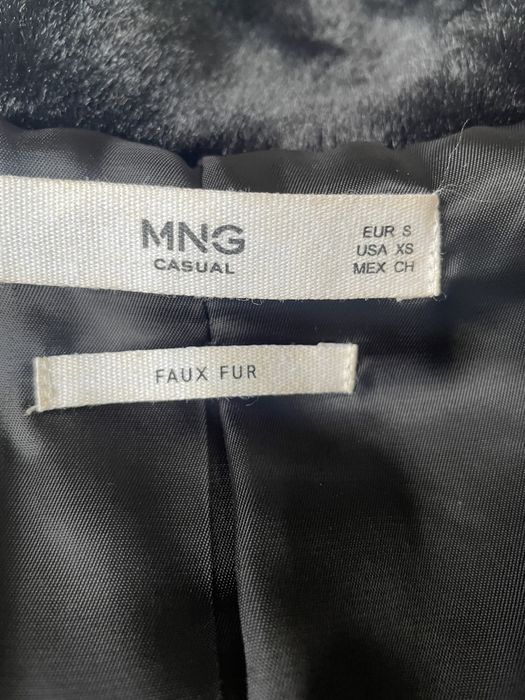 MNG
CASUAL
EUR S
USA XS
MEX CH
FAUX FUR